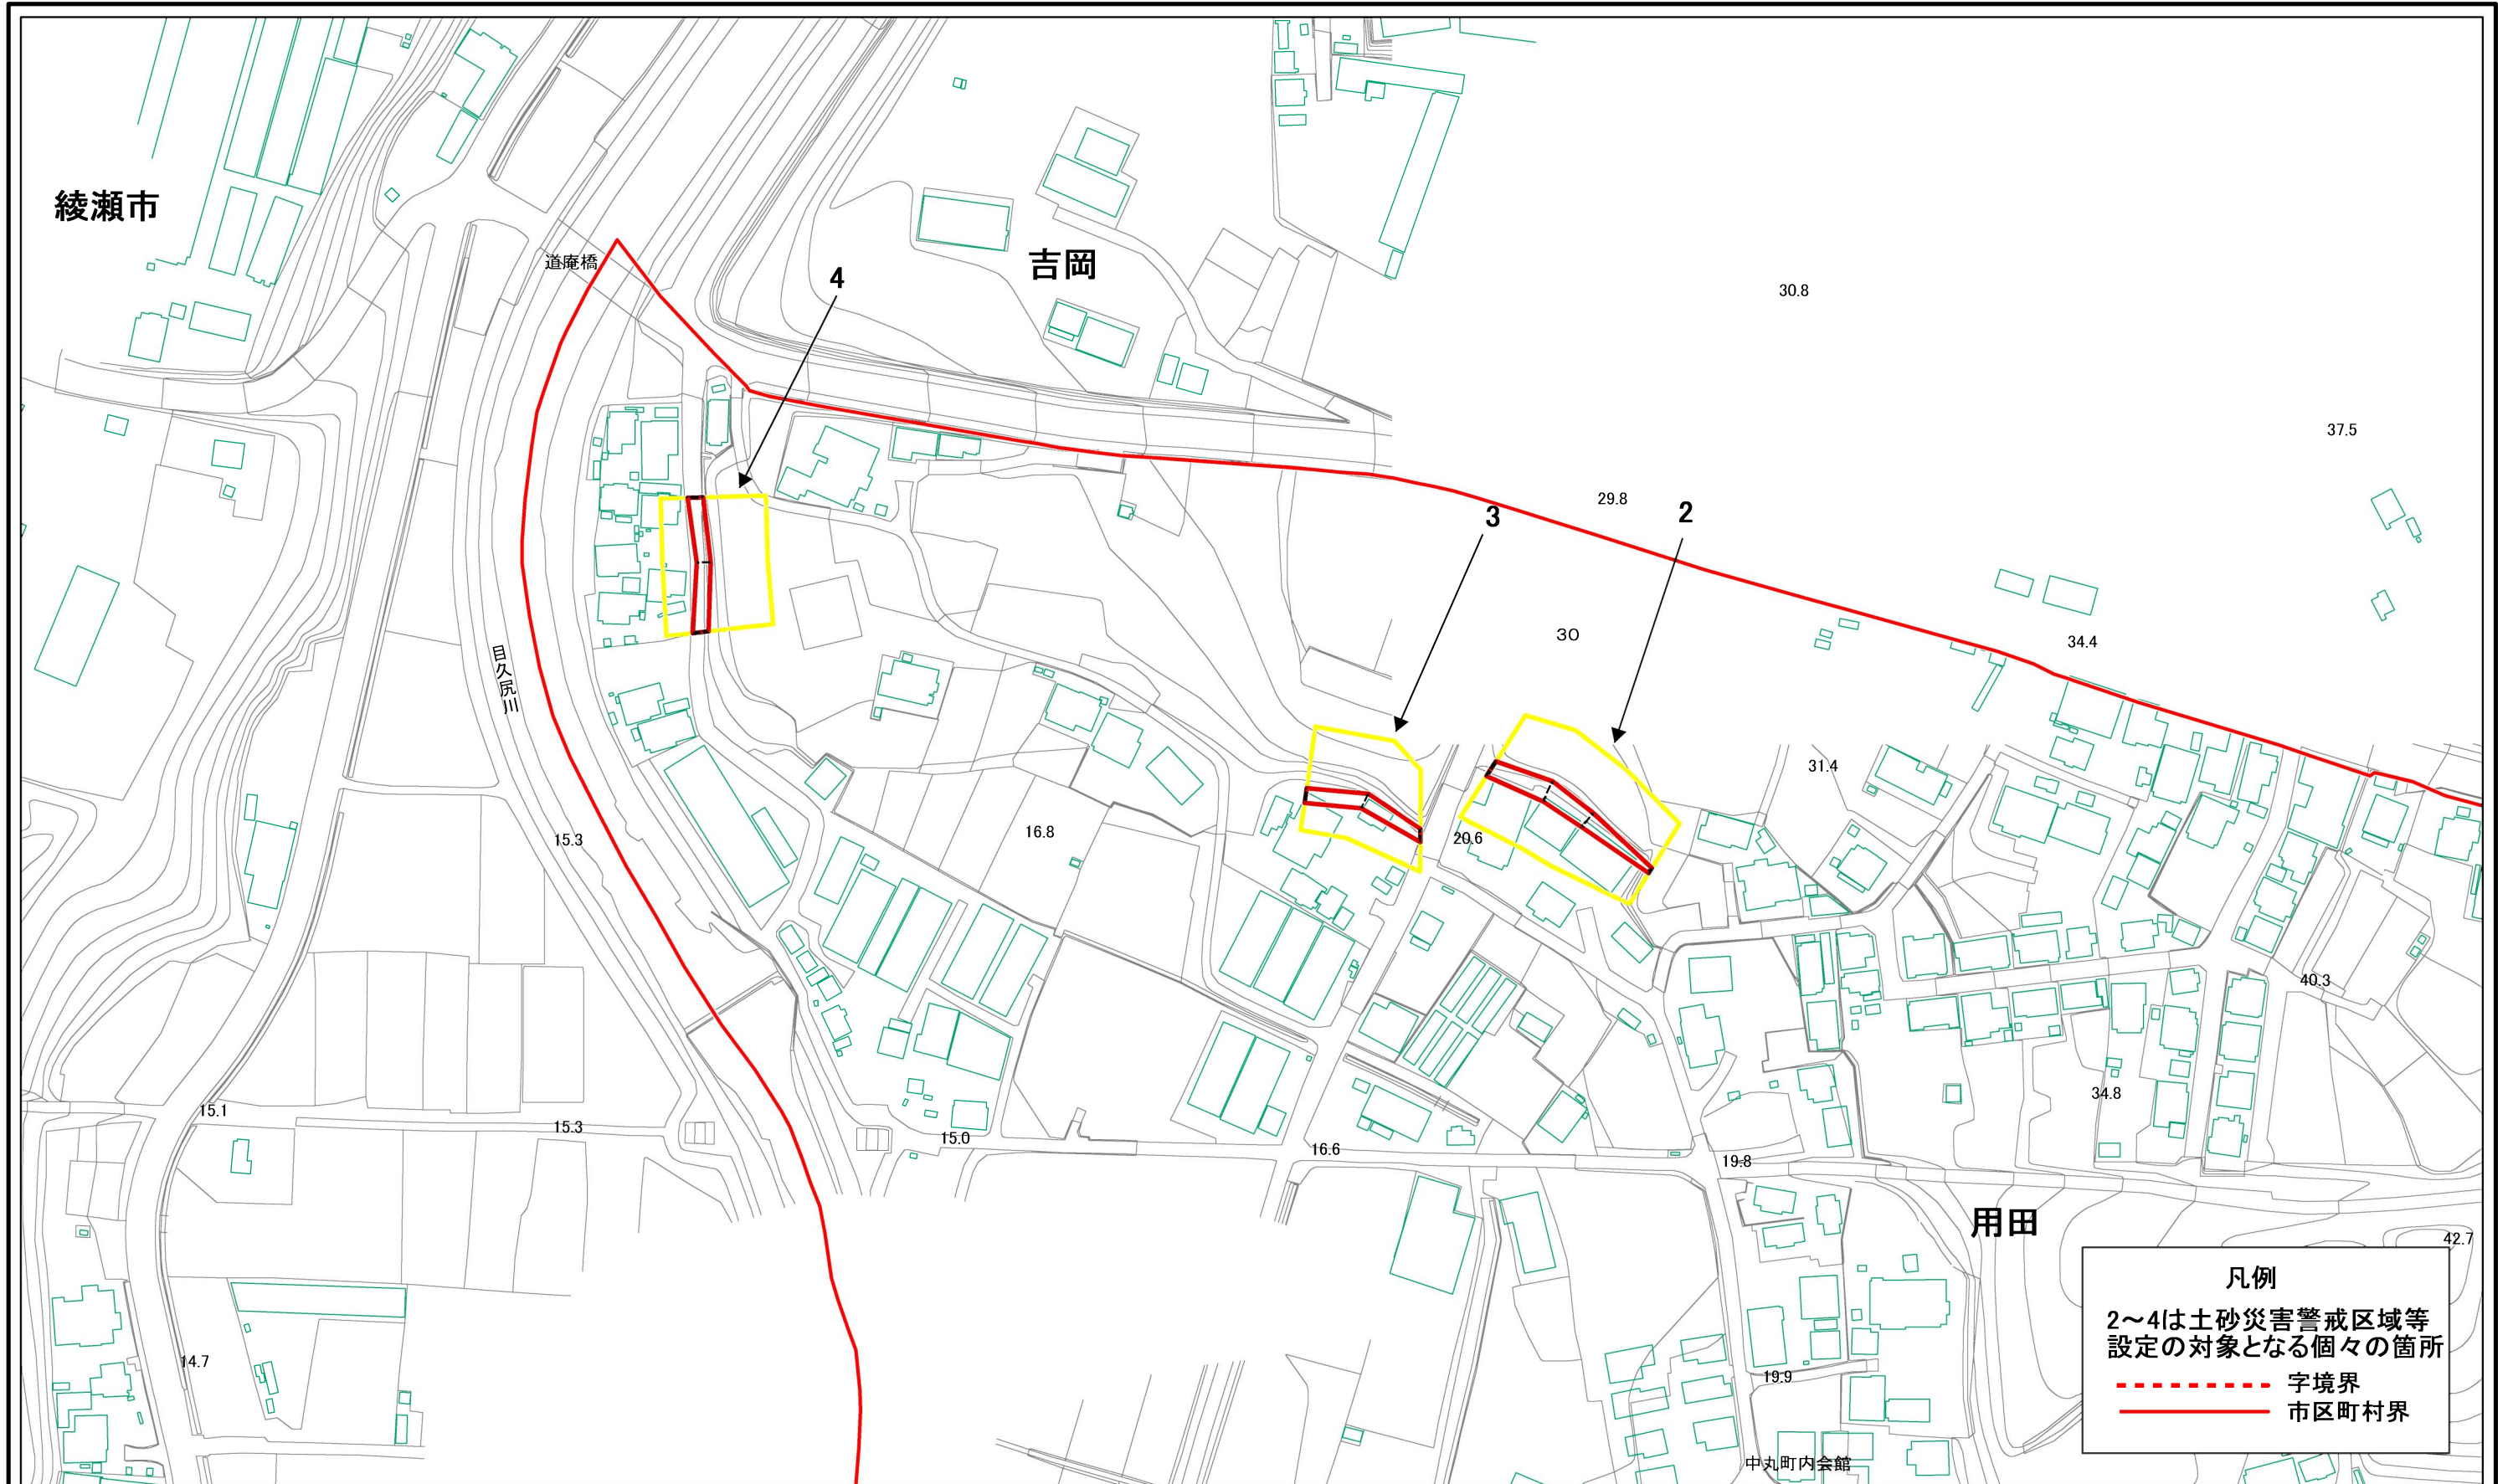 綾瀬市
道庵橋
4
吉岡
30.8
37.5
29.8
3
2
30
34.4
目久尻川
31.4
15.3
16.8
20.6
40.3
34.8
15.1
15.3
15.0
16.6
19.8
用田
42.7
14.7
19.9
中丸町内会館
凡例
2～4は土砂災害警戒区域等
設定の対象となる個々の箇所
字境界
市区町村界